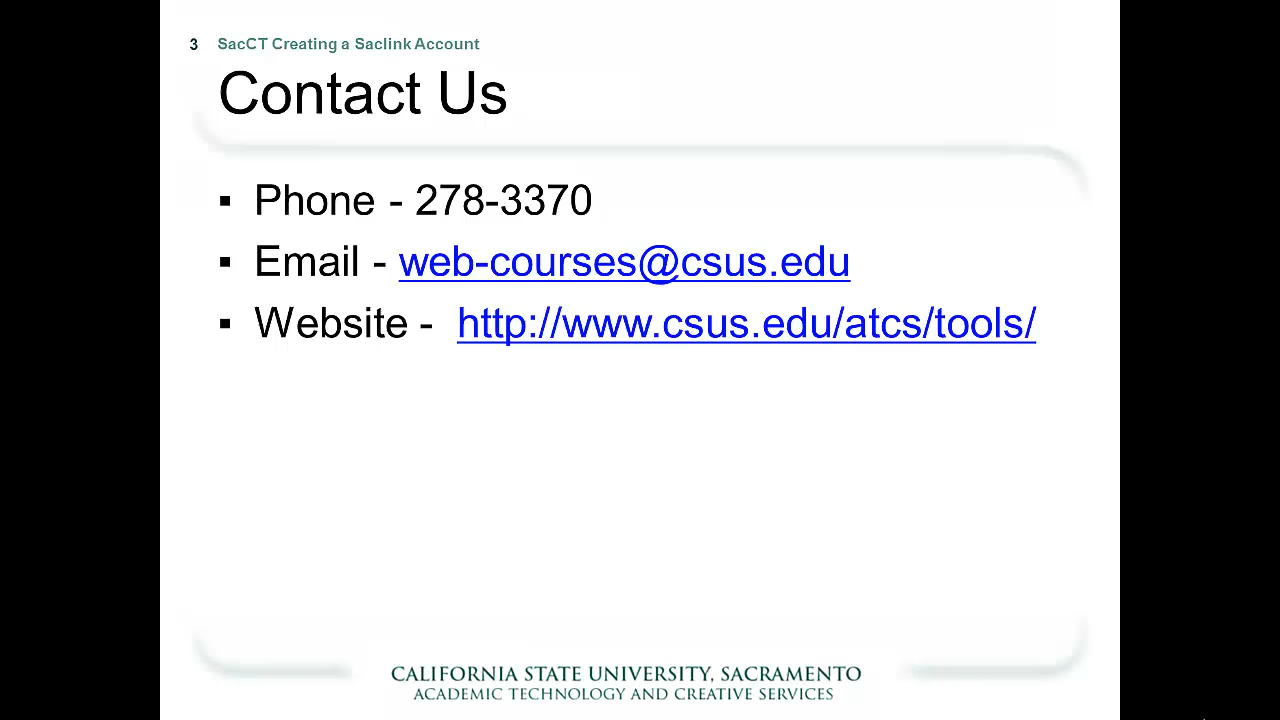 3 SacCT Creating a Saclink Account
Contact Us
▪ Phone - 278-3370
▪ Email - web-courses@csus.edu
▪ Website - http://www.csus.edu/atcs/tools/
CALIFORNIA STATE UNIVERSITY, SACRAMENTO
ACADEMIC TECHNOLOGY AND CREATIVE SERVICES